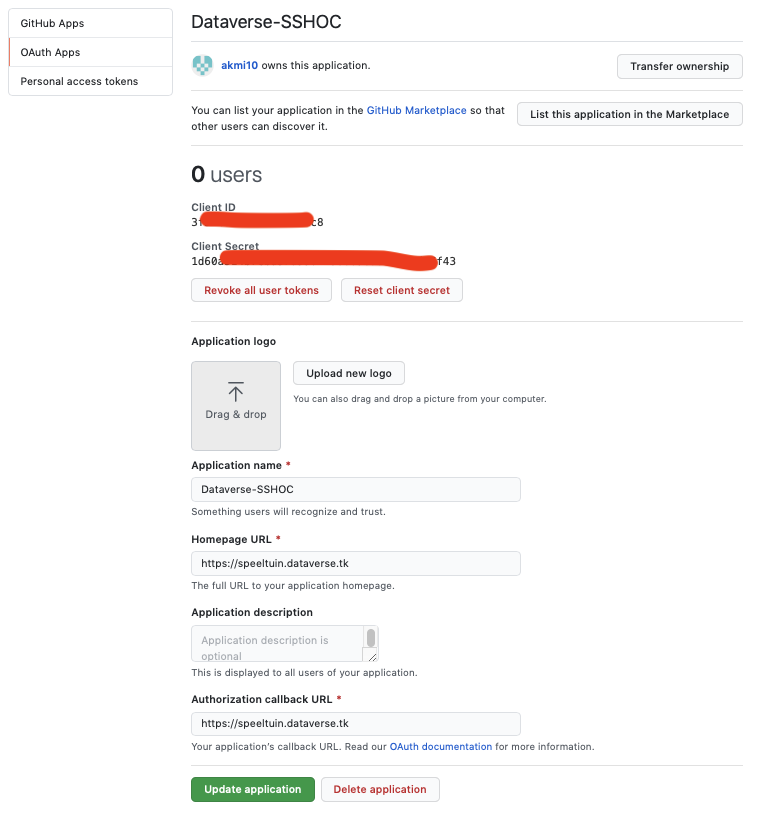 GitHub Apps
OAuth Apps
Personal access tokens
Dataverse-SSHOC
akmi10 owns this application.
Transfer ownership
You can list your application in the GitHub Marketplace so that
other users can discover it.
List this application in the Marketplace
0 users
Client ID
3 c8
Client Secret
1d60a f43
Revoke all user tokens
Reset client secret
Application logo
Drag & drop
Upload new logo
You can also drag and drop a picture from your computer.
Application name *
Dataverse-SSHOC
Something users will recognize and trust.
Homepage URL *
https://speeltuin.dataverse.tk
The full URL to your application homepage.
Application description
Application description is
optional
This is displayed to all users of your application.
Authorization callback URL *
https://speeltuin.dataverse.tk
Your application's callback URL. Read our OAuth documentation for more information.
Update application
Delete application